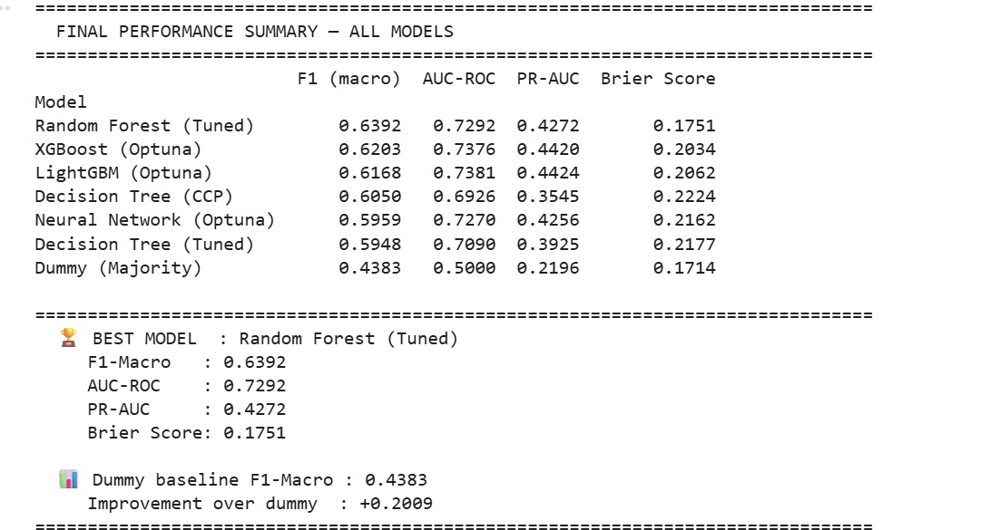 ================================================================================
FINAL PERFORMANCE SUMMARY — ALL MODELS
================================================================================
F1 (macro)  AUC-ROC  PR-AUC  Brier Score
Model
Random Forest (Tuned)        0.6392   0.7292  0.4272       0.1751
XGBoost (Optuna)             0.6203   0.7376  0.4420       0.2034
LightGBM (Optuna)            0.6168   0.7381  0.4424       0.2062
Decision Tree (CCP)          0.6050   0.6926  0.3545       0.2224
Neural Network (Optuna)      0.5959   0.7270  0.4256       0.2162
Decision Tree (Tuned)        0.5948   0.7090  0.3925       0.2177
Dummy (Majority)             0.4383   0.5000  0.2196       0.1714
================================================================================
🏆 BEST MODEL  : Random Forest (Tuned)
F1-Macro   : 0.6392
AUC-ROC    : 0.7292
PR-AUC     : 0.4272
Brier Score: 0.1751
📊 Dummy baseline F1-Macro : 0.4383
Improvement over dummy  : +0.2009
================================================================================